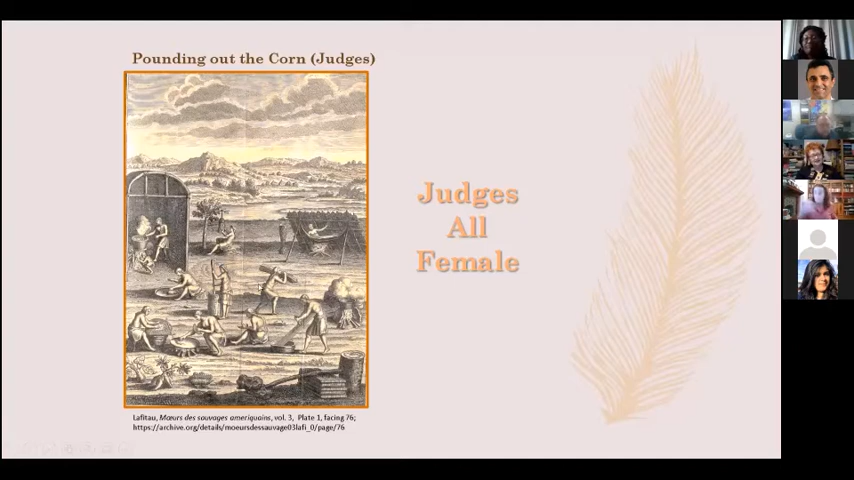 Pounding out the Corn (Judges)
Judges
All
Female
Lafitau, Mœurs des sauvages ameriquains, vol. 3, Plate 1, facing 76;
https://archive.org/details/moeursdessauvage03lafi_0/page/76